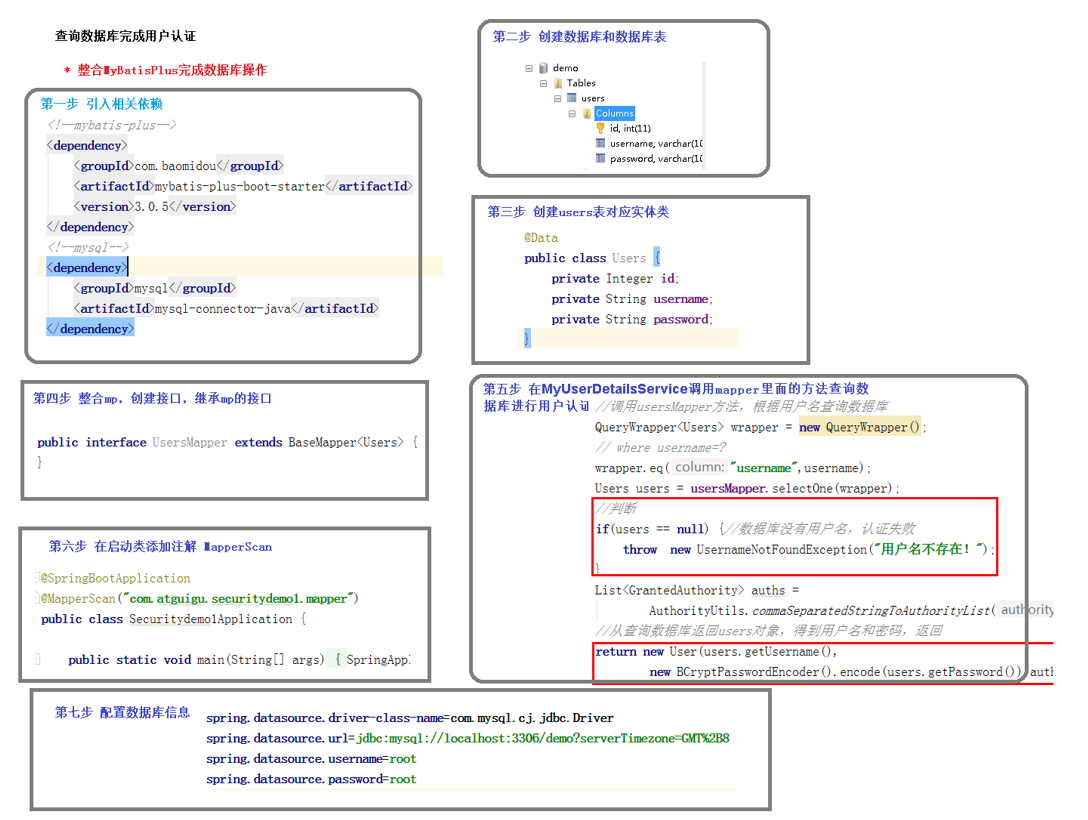 查询数据库完成用户认证
* 整合MyBatisPlus完成数据库操作
第一步 引入相关依赖
<!--mybatis-plus-->
<dependency>
<groupId>com.baomidou</groupId>
<artifactId>mybatis-plus-boot-starter</artifactId>
<version>3.0.5</version>
</dependency>
<!--mysql-->
<dependency>
<groupId>mysql</groupId>
<artifactId>mysql-connector-java</artifactId>
</dependency>
第二步 创建数据库和数据库表
demo
Tables
users
Columns
id, int(11)
username, varchar(10
password, varchar(10
第三步 创建users表对应实体类
@Data
public class Users {
private Integer id;
private String username;
private String password;
}
第四步 整合mp，创建接口，继承mp的接口
public interface UsersMapper extends BaseMapper<Users> {
}
第五步 在MyUserDetailsService调用mapper里面的方法查询数
据库进行用户认证
//调用usersMapper方法，根据用户名查询数据库
QueryWrapper<Users> wrapper = new QueryWrapper();
// where username=?
wrapper.eq( column: "username",username);
Users users = usersMapper.selectOne(wrapper);
//判断
if(users == null) {//数据库没有用户名，认证失败
throw new UsernameNotFoundException("用户名不存在！");
}
List<GrantedAuthority> auths =
AuthorityUtils.commaSeparatedStringToAuthorityList( authority
//从查询数据库返回users对象，得到用户名和密码，返回
return new User(users.getUsername(),
new BCryptPasswordEncoder().encode(users.getPassword()),auth
第六步 在启动类添加注解 MapperScan
@SpringBootApplication
@MapperScan("com.atguigu.securitydemo1.mapper")
public class Securitydemo1Application {
public static void main(String[] args) { SpringAppl
第七步 配置数据库信息
spring.datasource.driver-class-name=com.mysql.cj.jdbc.Driver
spring.datasource.url=jdbc:mysql://localhost:3306/demo?serverTimezone=GMT%2B8
spring.datasource.username=root
spring.datasource.password=root